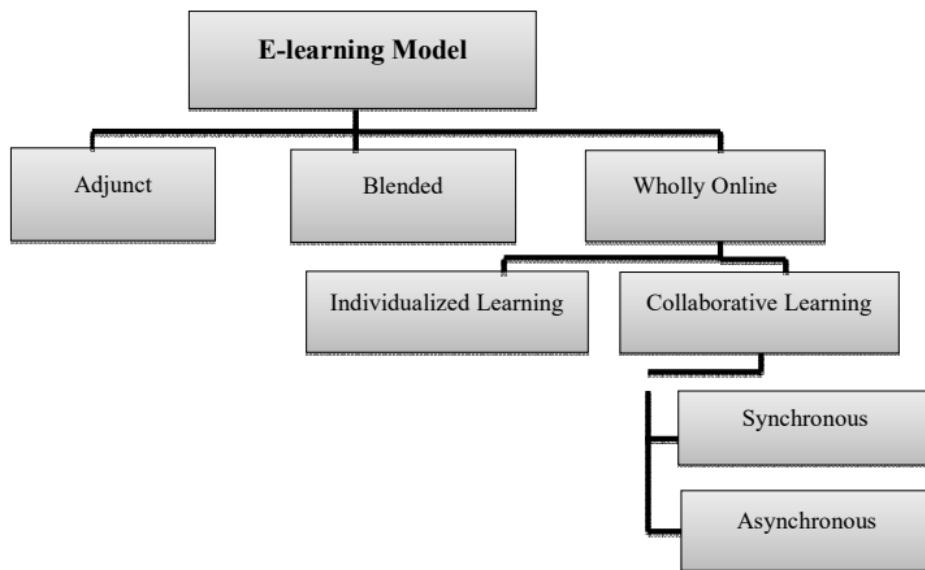 E-learning Model
Adjunct
Blended
Wholly Online
Individualized Learning
Collaborative Learning
Synchronous
Asynchronous